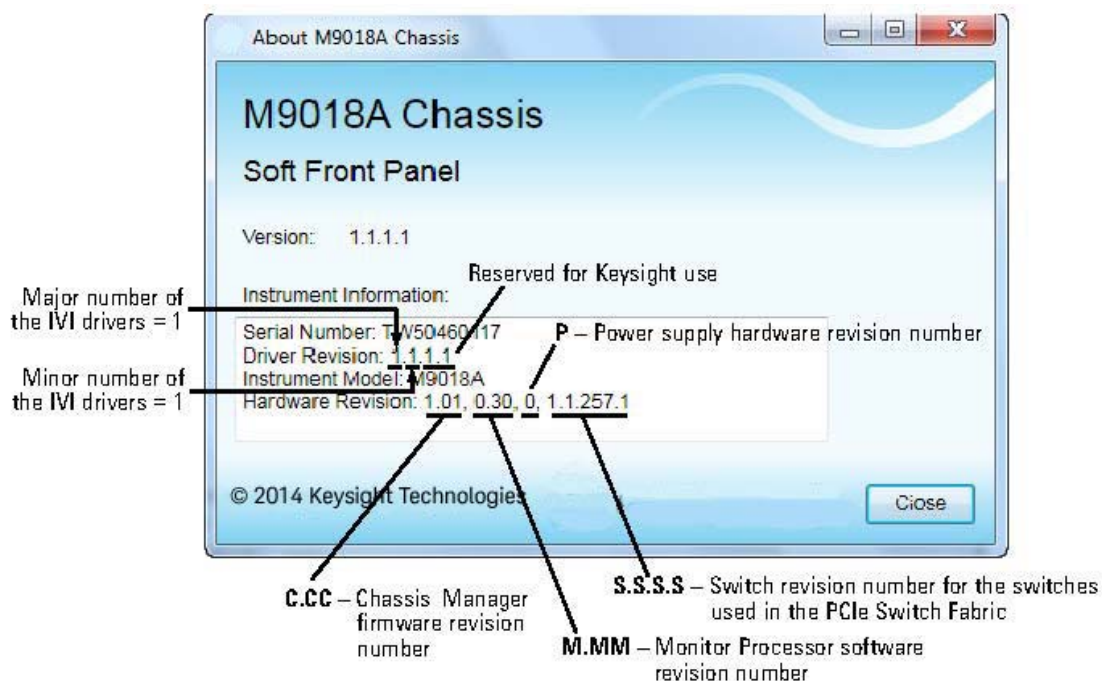 About M9018A Chassis
M9018A Chassis
Soft Front Panel
Version: 1.1.1.1
Reserved for Keysight use
Instrument Information:
Major number of
the IVI drivers = 1
Serial Number: TW50460117
P – Power supply hardware revision number
Driver Revision: 1.1.1.1
Minor number of
the IVI drivers = 1
Instrument Model: M9018A
Hardware Revision: 1.01, 0.30, 0, 1.1.257.1
© 2014 Keysight Technologies
Close
C.CC – Chassis Manager
firmware revision
number
S.S.S.S – Switch revision number for the switches
used in the PCIe Switch Fabric
M.MM – Monitor Processor software
revision number